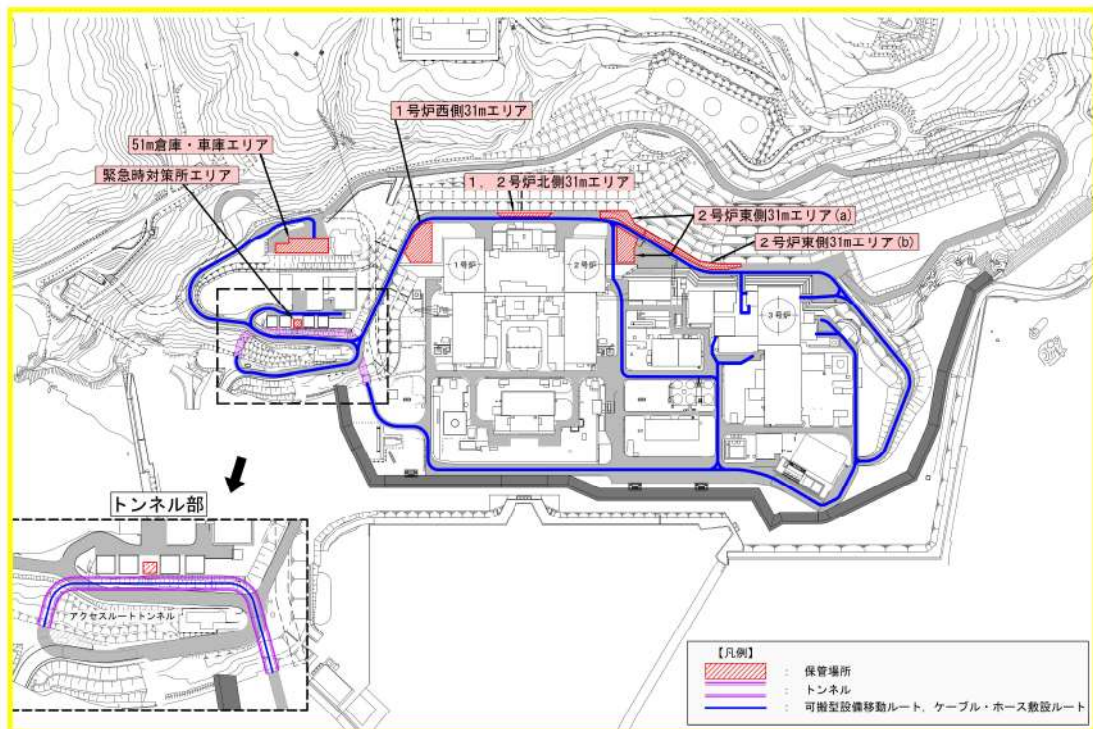 1号炉西側31mエリア
51m倉庫・車庫エリア
緊急時対策所エリア
1．2号炉北側31mエリア
2号炉東側31mエリア(a)
2号炉東側31mエリア(b)
1号炉
2号炉
3号炉
トンネル部
アクセスルートトンネル
【凡例】
： 保管場所
： トンネル
： 可搬型設備移動ルート，ケーブル・ホース敷設ルート